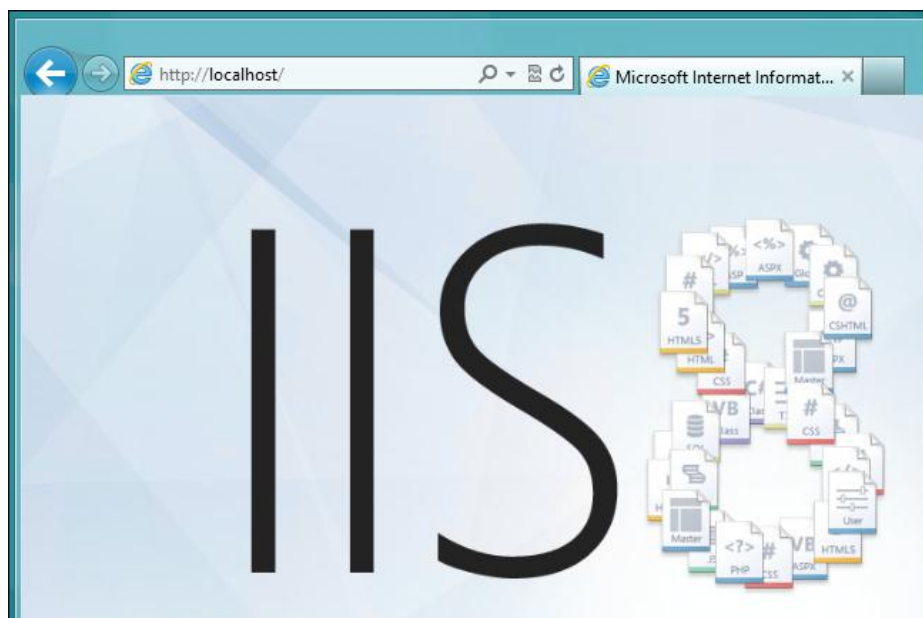 http://localhost/
Microsoft Internet Informat...
IIS8
<%>
ASPX
#
@
CSHTML
5
HTML5
HTML
CSS
Master
VB
#
CSS
User
Master
<?>
PHP
#
CSS
VB
ASPX
HTML5